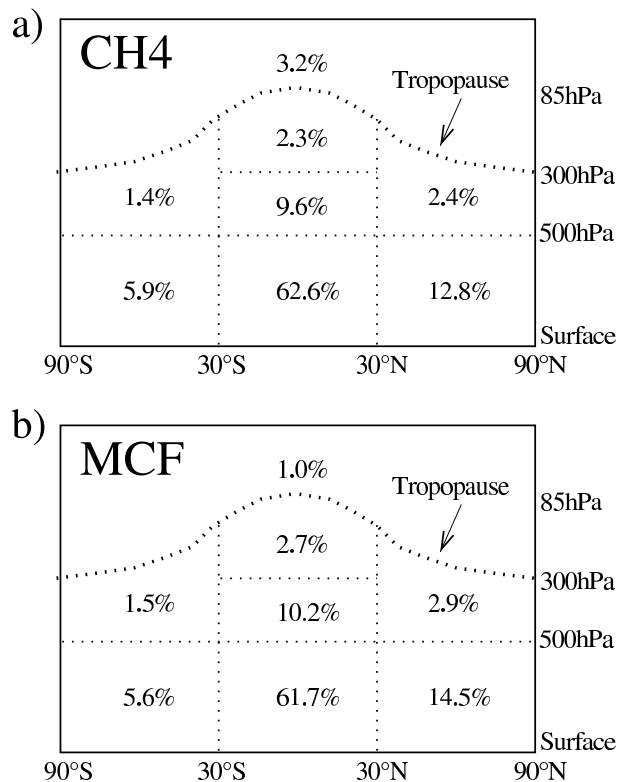 a)
CH4
3.2%
Tropopause
85hPa
2.3%
300hPa
1.4%
9.6%
2.4%
500hPa
5.9%
62.6%
12.8%
Surface
90°S
30°S
30°N
90°N
b)
MCF
1.0%
Tropopause
85hPa
2.7%
300hPa
1.5%
10.2%
2.9%
500hPa
5.6%
61.7%
14.5%
Surface
90°S
30°S
30°N
90°N